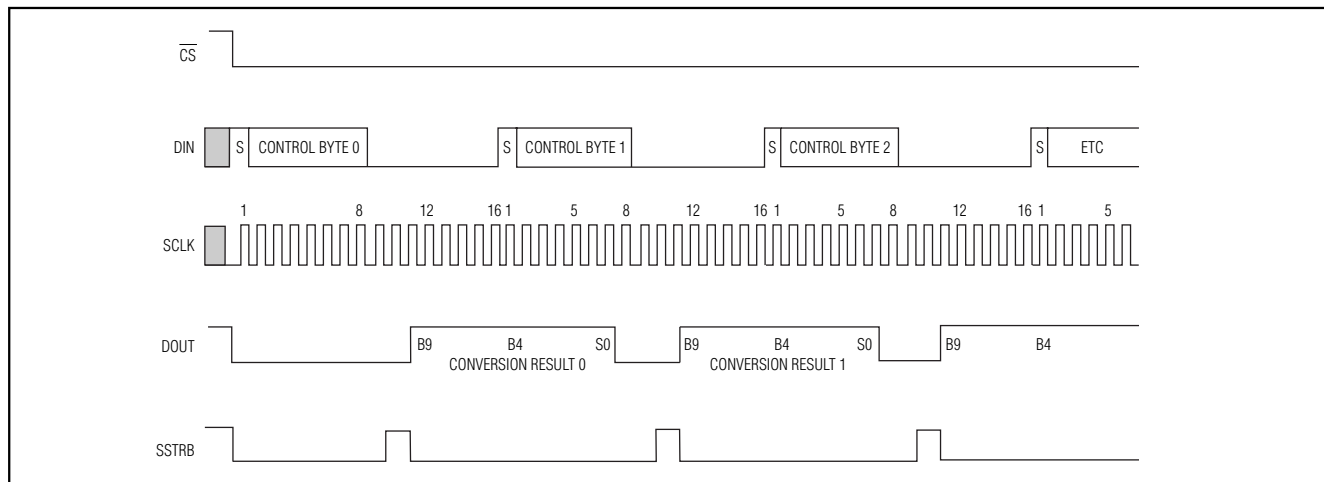 CS
DIN S CONTROL BYTE 0 S CONTROL BYTE 1 S CONTROL BYTE 2 S ETC
1 8 12 16 1 5 8 12 16 1 5 8 12 16 1 5
SCLK
DOUT
B9 B4 S0 B9 B4 S0 B9 B4
CONVERSION RESULT 0 CONVERSION RESULT 1
SSTRB